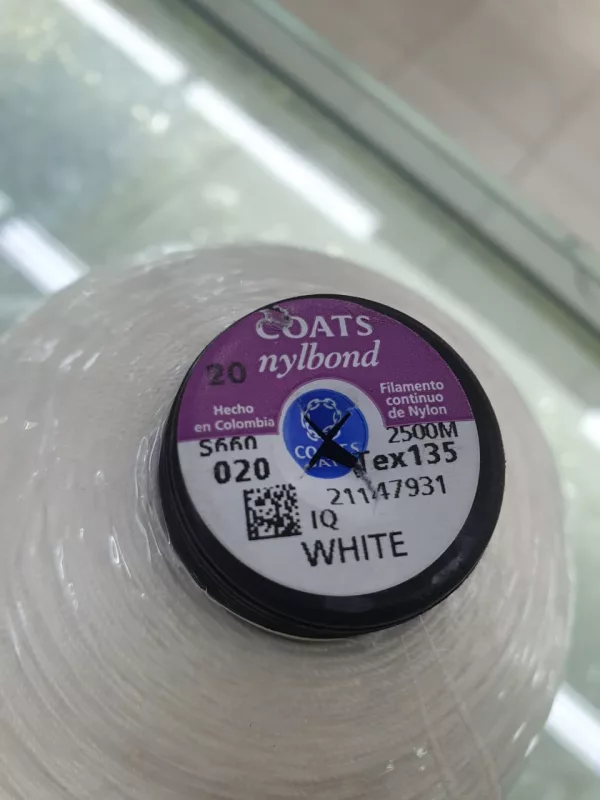 COATS
nylbond
20
Hecho
en Colombia
Filamento
continuo
de Nylon
S660
2500M
020
Tex135
21147931
IQ
WHITE